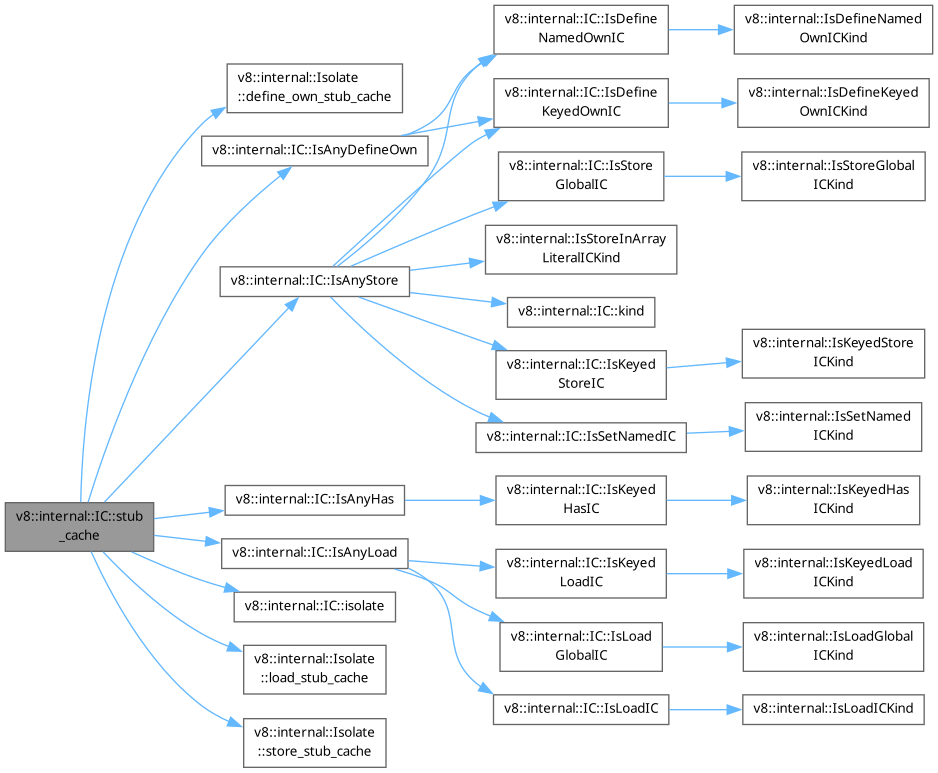 v8::internal::IC::stub
_cache
v8::internal::Isolate
::define_own_stub_cache
v8::internal::IC::IsAnyDefineOwn
v8::internal::IC::IsAnyStore
v8::internal::IC::IsAnyHas
v8::internal::IC::IsAnyLoad
v8::internal::IC::isolate
v8::internal::Isolate
::load_stub_cache
v8::internal::Isolate
::store_stub_cache
v8::internal::IC::IsDefine
NamedOwnIC
v8::internal::IC::IsDefine
KeyedOwnIC
v8::internal::IC::IsStore
GlobalIC
v8::internal::IsStoreInArray
LiteralICKind
v8::internal::IC::kind
v8::internal::IC::IsKeyed
StoreIC
v8::internal::IC::IsSetNamedIC
v8::internal::IC::IsKeyed
HasIC
v8::internal::IC::IsKeyed
LoadIC
v8::internal::IC::IsLoad
GlobalIC
v8::internal::IC::IsLoadIC
v8::internal::IsDefineNamed
OwnICKind
v8::internal::IsDefineKeyed
OwnICKind
v8::internal::IsStoreGlobal
ICKind
v8::internal::IsKeyedStore
ICKind
v8::internal::IsSetNamed
ICKind
v8::internal::IsKeyedHas
ICKind
v8::internal::IsKeyedLoad
ICKind
v8::internal::IsLoadGlobal
ICKind
v8::internal::IsLoadICKind